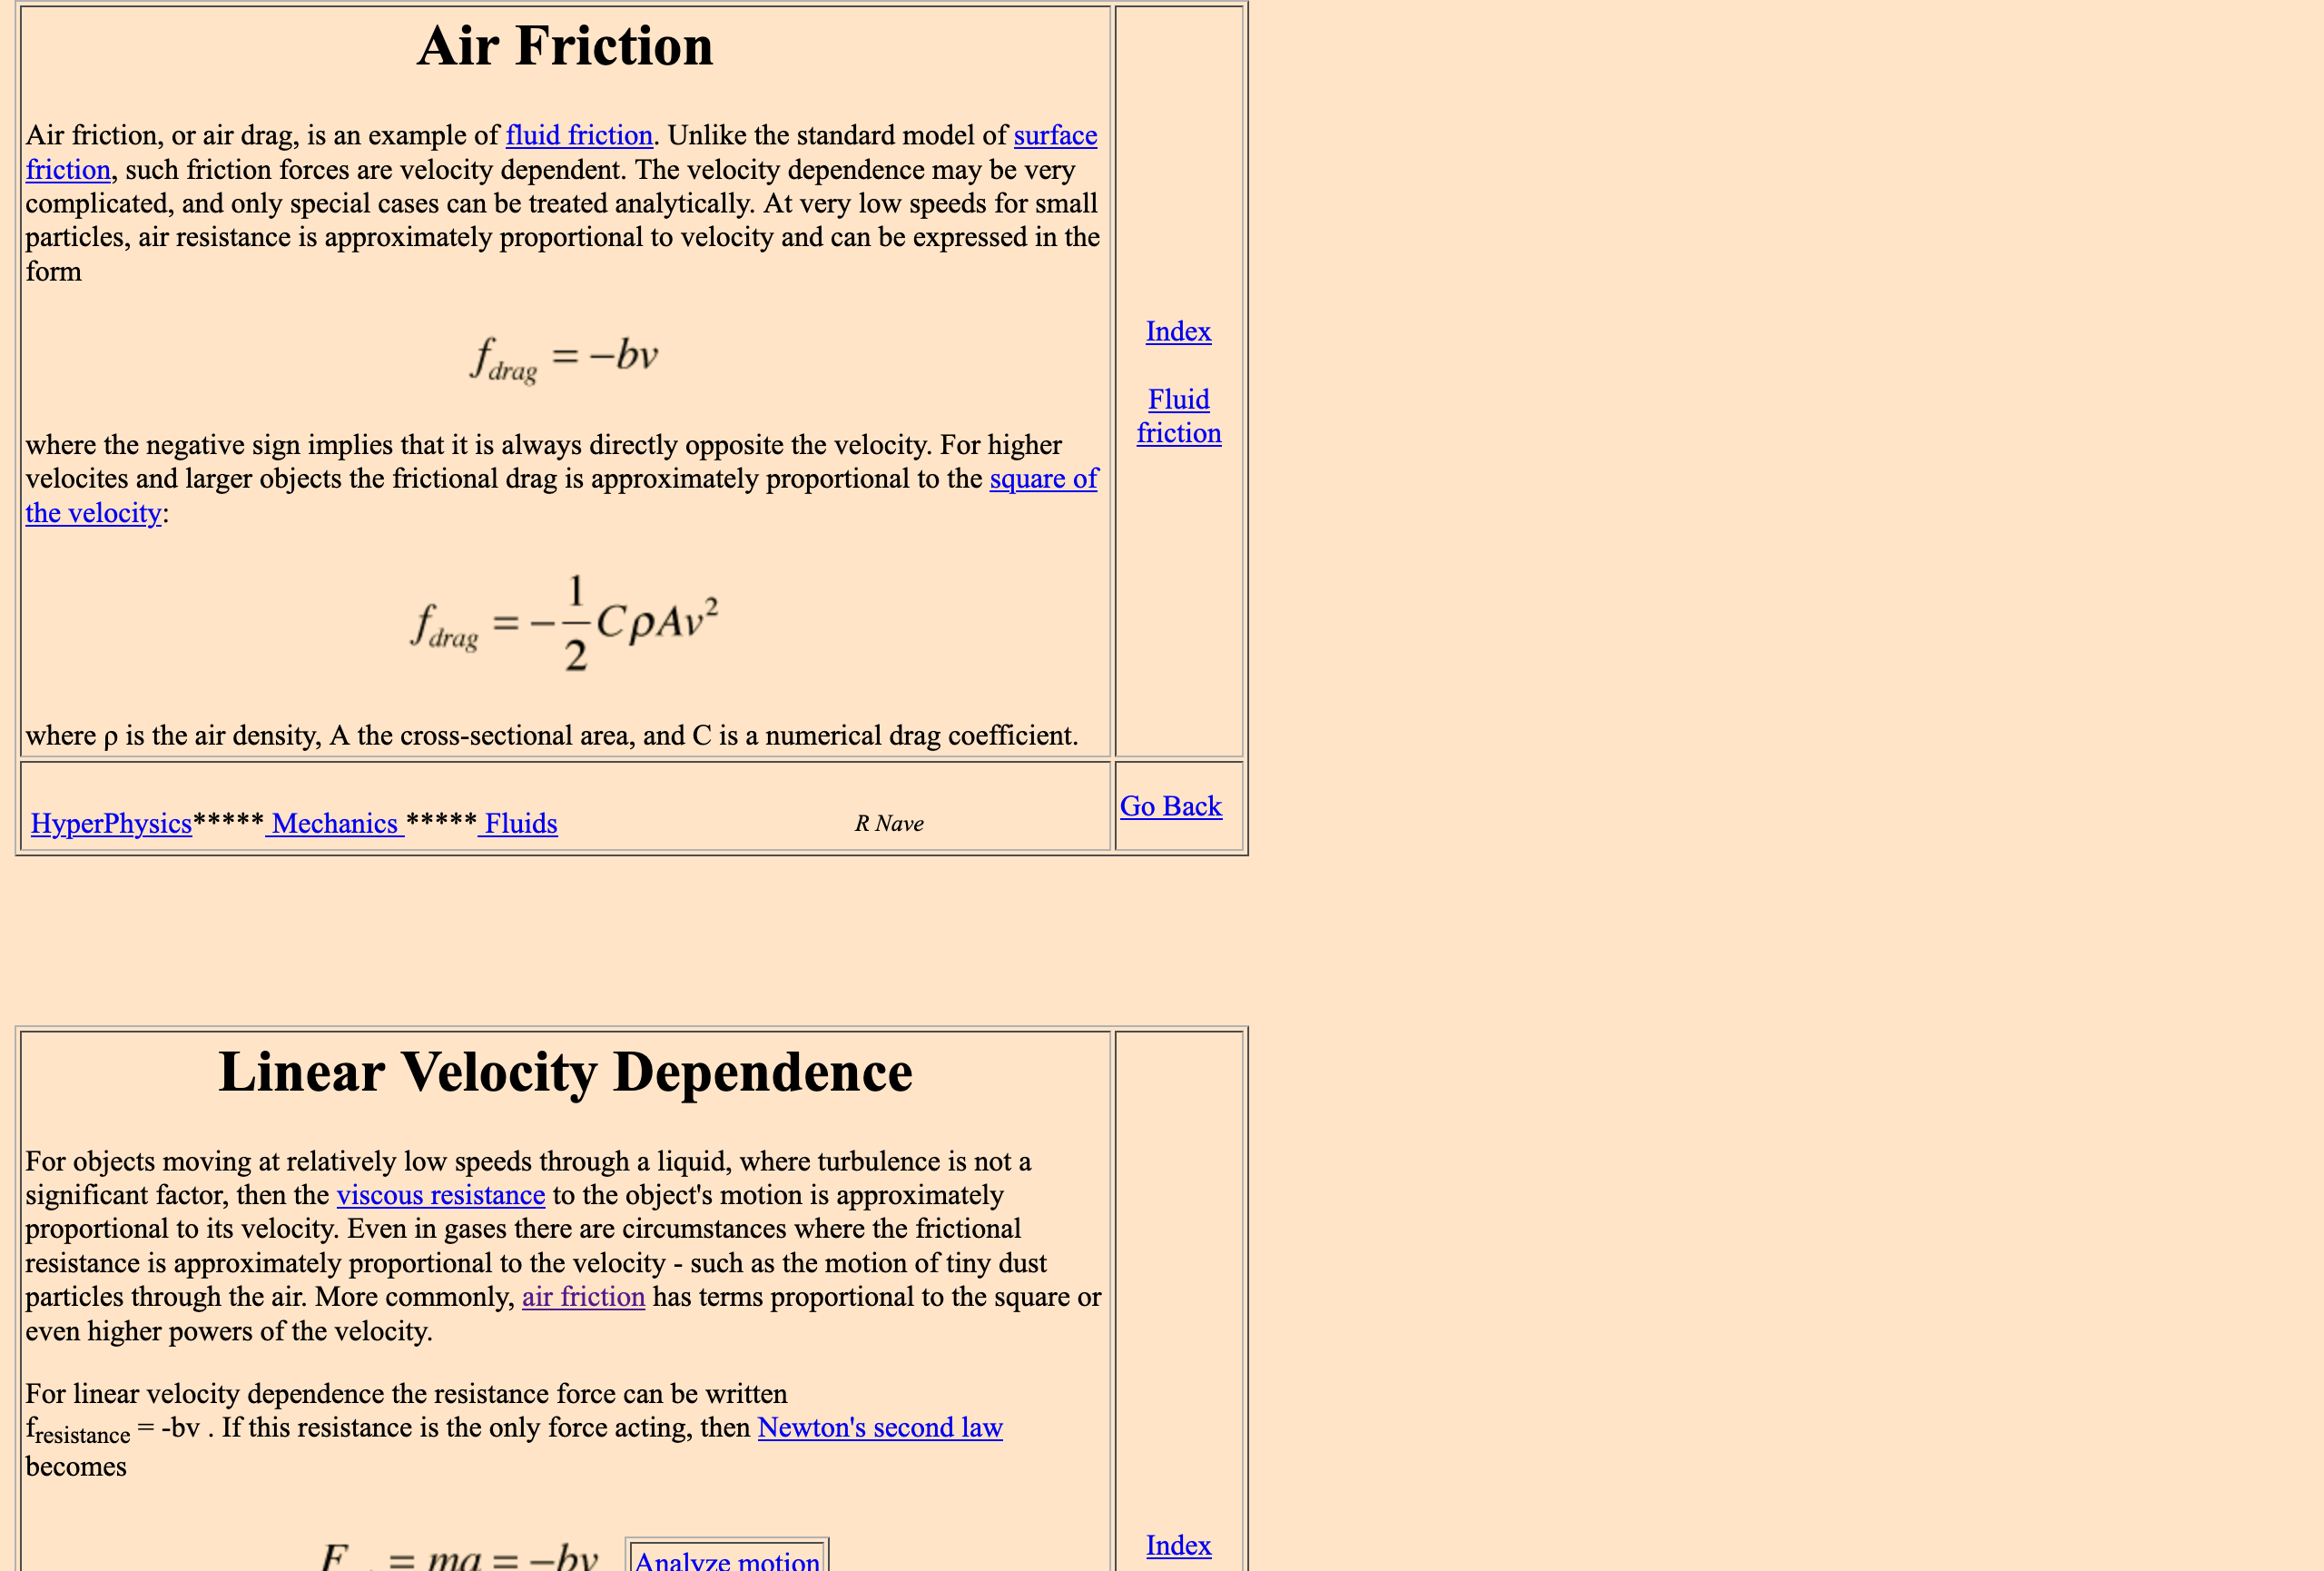 Air Friction
Air friction, or air drag, is an example of fluid friction. Unlike the standard model of surface
friction, such friction forces are velocity dependent. The velocity dependence may be very
complicated, and only special cases can be treated analytically. At very low speeds for small
particles, air resistance is approximately proportional to velocity and can be expressed in the
form
f_drag = −bv
where the negative sign implies that it is always directly opposite the velocity. For higher
velocites and larger objects the frictional drag is approximately proportional to the square of
the velocity:
f_drag = −1/2 CρAv²
where ρ is the air density, A the cross-sectional area, and C is a numerical drag coefficient.
Index
Fluid
friction
HyperPhysics***** Mechanics ***** Fluids R Nave
Go Back
Linear Velocity Dependence
For objects moving at relatively low speeds through a liquid, where turbulence is not a
significant factor, then the viscous resistance to the object's motion is approximately
proportional to its velocity. Even in gases there are circumstances where the frictional
resistance is approximately proportional to the velocity - such as the motion of tiny dust
particles through the air. More commonly, air friction has terms proportional to the square or
even higher powers of the velocity.
For linear velocity dependence the resistance force can be written
f_resistance = -bv . If this resistance is the only force acting, then Newton's second law
becomes
F = ma = −bv Analyze motion
Index